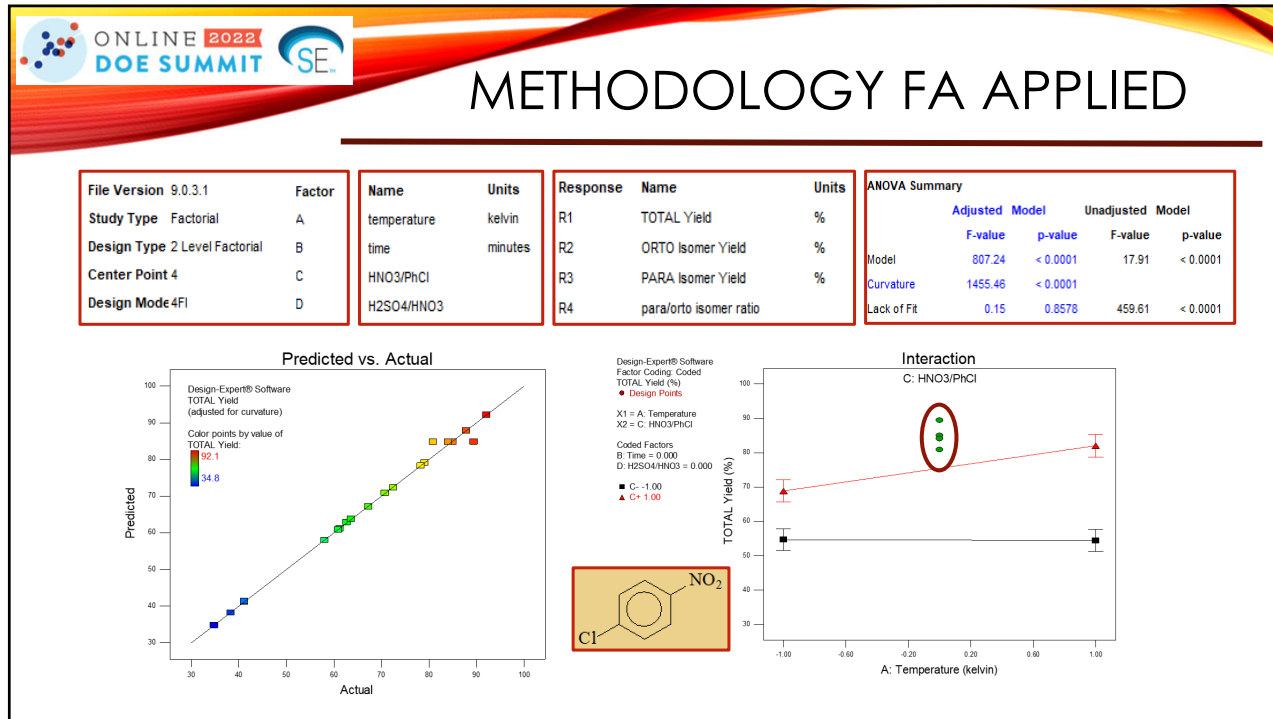 ONLINE 2022
DOE SUMMIT
SE™
METHODOLOGY FA APPLIED
File Version 9.0.3.1 Factor
Study Type Factorial A
Design Type 2 Level Factorial B
Center Point 4 C
Design Mode 4FI D
Name Units
temperature kelvin
time minutes
HNO3/PhCl
H2SO4/HNO3
Response Name Units
R1 TOTAL Yield %
R2 ORTO Isomer Yield %
R3 PARA Isomer Yield %
R4 para/orto isomer ratio
ANOVA Summary
Adjusted Model Unadjusted Model
F-value p-value F-value p-value
Model 807.24 < 0.0001 17.91 < 0.0001
Curvature 1455.46 < 0.0001
Lack of Fit 0.15 0.8578 459.61 < 0.0001
Predicted vs. Actual
Design-Expert® Software
TOTAL Yield
(adjusted for curvature)
Color points by value of
TOTAL Yield:
92.1
34.8
Predicted
100
90
80
70
60
50
40
30
30 40 50 60 70 80 90 100
Actual
Design-Expert® Software
Factor Coding: Coded
TOTAL Yield (%)
Design Points
X1 = A: Temperature
X2 = C: HNO3/PhCl
Coded Factors
B: Time = 0.000
D: H2SO4/HNO3 = 0.000
C- -1.00
C+ 1.00
NO2
Cl
Interaction
C: HNO3/PhCl
TOTAL Yield (%)
100
90
80
70
60
50
40
30
-1.00 -0.60 -0.20 0.20 0.60 1.00
A: Temperature (kelvin)